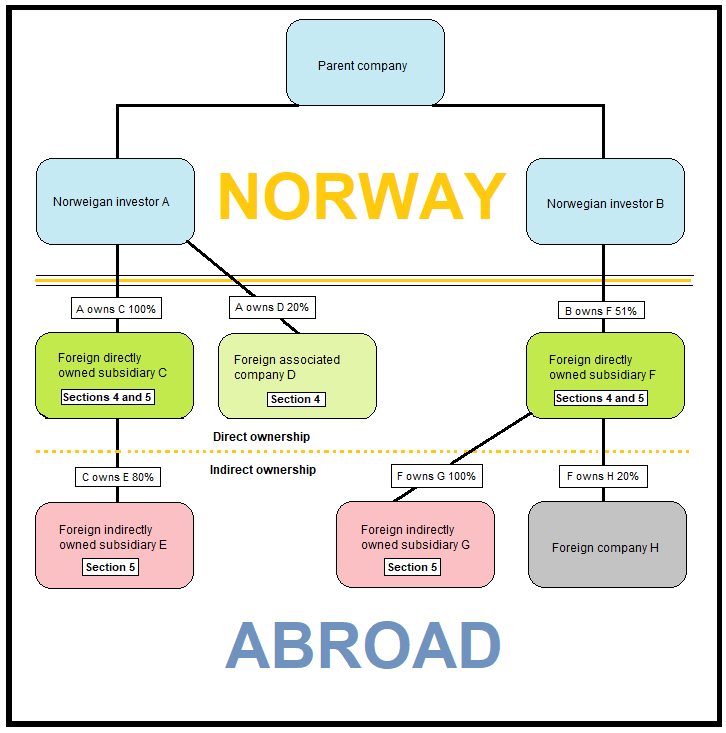 Parent company
Norweigan investor A
NORWAY
Norwegian investor B
A owns C 100%
A owns D 20%
B owns F 51%
Foreign directly
owned subsidiary C
Sections 4 and 5
Foreign associated
company D
Section 4
Foreign directly
owned subsidiary F
Sections 4 and 5
Direct ownership
Indirect ownership
C owns E 80%
F owns G 100%
F owns H 20%
Foreign indirectly
owned subsidiary E
Section 5
Foreign indirectly
owned subsidiary G
Section 5
Foreign company H
ABROAD